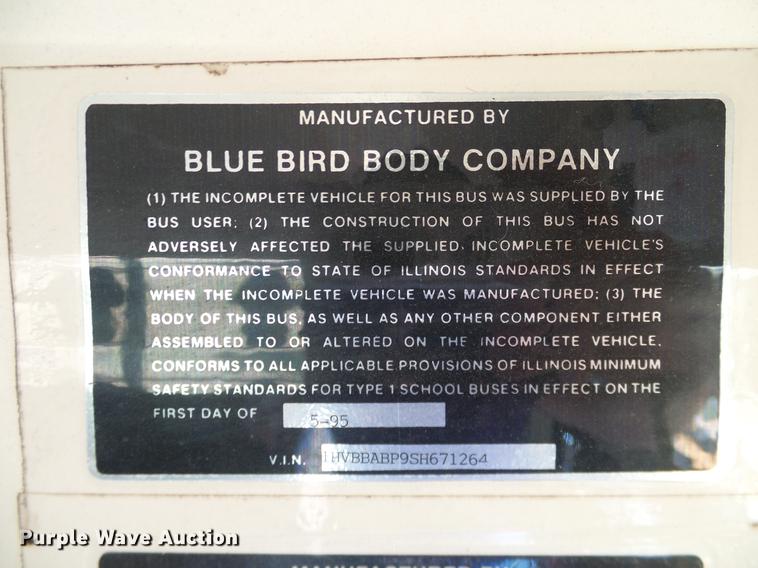 MANUFACTURED BY
BLUE BIRD BODY COMPANY
(1) THE INCOMPLETE VEHICLE FOR THIS BUS WAS SUPPLIED BY THE
BUS USER; (2) THE CONSTRUCTION OF THIS BUS HAS NOT
ADVERSELY AFFECTED THE SUPPLIED INCOMPLETE VEHICLE'S
CONFORMANCE TO STATE OF ILLINOIS STANDARDS IN EFFECT
WHEN THE INCOMPLETE VEHICLE WAS MANUFACTURED; (3) THE
BODY OF THIS BUS, AS WELL AS ANY OTHER COMPONENT EITHER
ASSEMBLED TO OR ALTERED ON THE INCOMPLETE VEHICLE,
CONFORMS TO ALL APPLICABLE PROVISIONS OF ILLINOIS MINIMUM
SAFETY STANDARDS FOR TYPE 1 SCHOOL BUSES IN EFFECT ON THE
FIRST DAY OF 5-95
V.I.N. 1HVBBABP9SH671264
Purple Wave Auction
MANUFACTURED BY